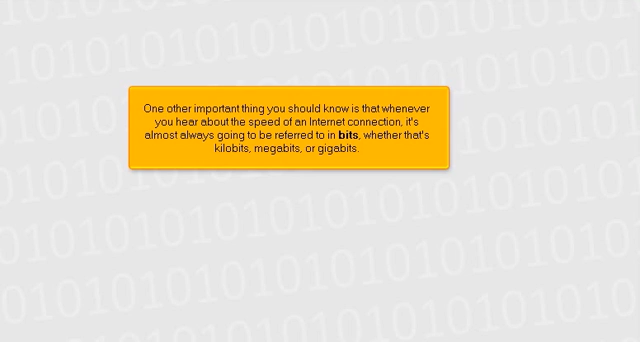 One other important thing you should know is that whenever
you hear about the speed of an Internet connection, it's
almost always going to be referred to in bits, whether that's
kilobits, megabits, or gigabits.